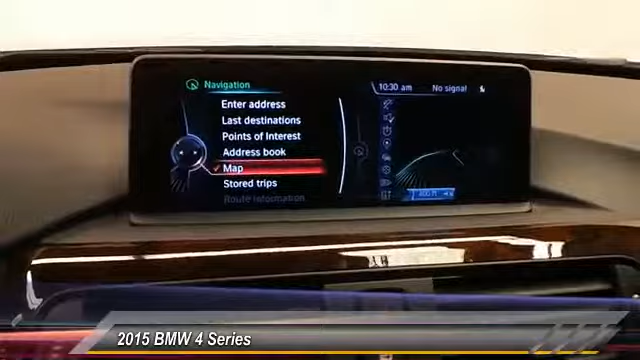 Navigation
10:30 am No signal
Enter address
Last destinations
Points of Interest
Address book
Map
Stored trips
Route information
2015 BMW 4 Series